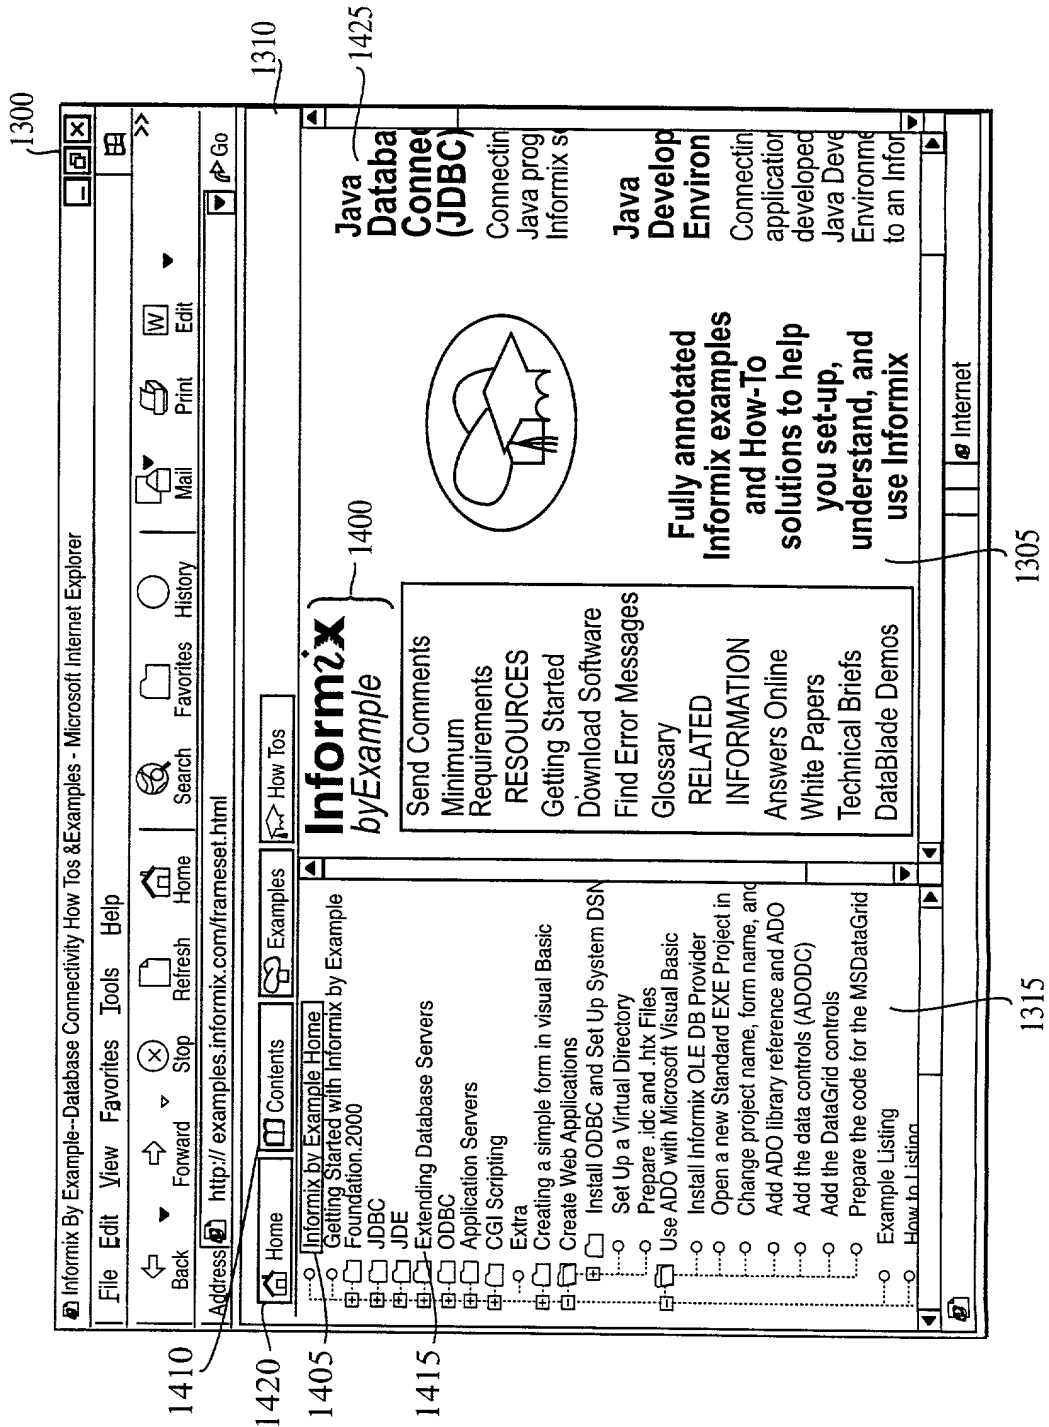 1300
Informix By Example--Database Connectivity How Tos &Examples - Microsoft Internet Explorer
File Edit View Favorites Tools Help
Back Forward Stop Refresh Home Search Favorites History Mail Print Edit >>
W
Address http:// examples.informix.com/frameset.html Go
1310
1410
1420
Home Contents Examples How Tos
1405
Informix by Example Home
Getting Started with Informix by Example
Foundation.2000
JDBC
JDE
Extending Database Servers
1415
ODBC
Application Servers
CGI Scripting
Extra
Creating a simple form in visual Basic
Create Web Applications
Install ODBC and Set Up System DSN
Set Up a Virtual Directory
Prepare .idc and .htx Files
Use ADO with Microsoft Visual Basic
Install Informix OLE DB Provider
Open a new Standard EXE Project in
Change project name, form name, and
Add ADO library reference and ADO
Add the data controls (ADODC)
Add the DataGrid controls
Prepare the code for the MSDataGrid
Example Listing
How to Listing
1315
Informix
byExample
1400
Send Comments
Minimum
Requirements
RESOURCES
Getting Started
Download Software
Find Error Messages
Glossary
RELATED
INFORMATION
Answers Online
White Papers
Technical Briefs
DataBlade Demos
Fully annotated
Informix examples
and How-To
solutions to help
you set-up,
understand, and
use Informix
1305
Java
Databa
Connec
(JDBC)
1425
Connectin
Java prog
Informix se
Java
Develop
Environ
Connectin
application
developed
Java Deve
Environme
to an Infor
Internet